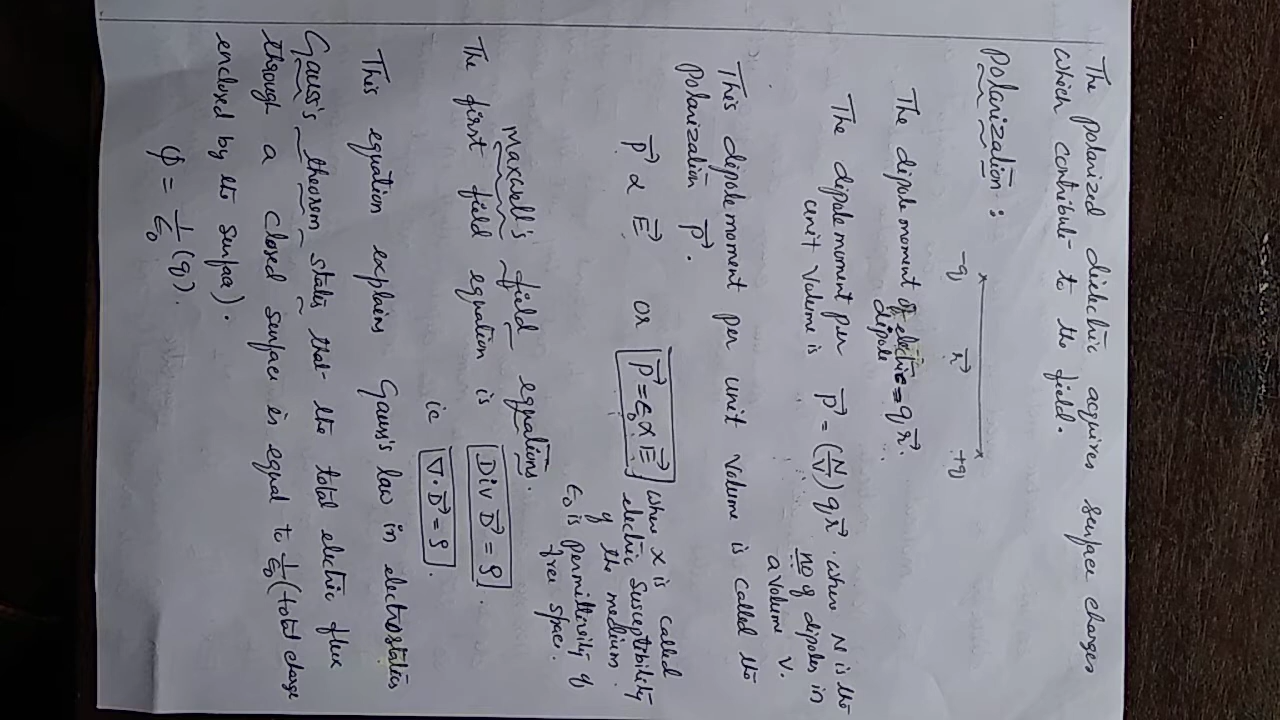 The polarized dielectric acquires surface charges
which contribute to the field.
Polarization :
-q r⃗ +q
The dipole moment of electric = q r⃗.
dipole
The dipole moment per
unit volume is P⃗ = (N/V) q r⃗. where N is the
no of dipoles in
a volume V.
This dipole moment per unit volume is called the
Polarization P⃗.
P⃗ α E⃗ or P⃗ = ε₀ χ E⃗ where χ is called
electric susceptibility
of the medium.
ε₀ is permittivity of
free space.
Maxwell's field equations.
The first field equation is Div D⃗ = ρ.
ie ∇·D⃗ = ρ.
This equation explains Gauss's law in electrostatics
Gauss's theorem states that the total electric flux
through a closed surface is equal to 1/ε₀ (total charge
enclosed by the surface).
φ = 1/ε₀ (q).